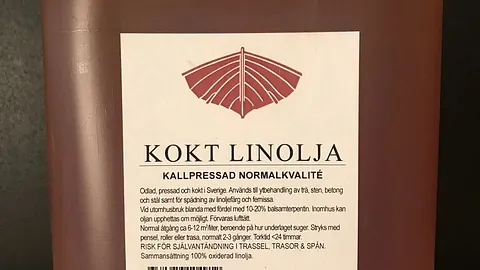 KOKT LINOLJA
KALLPRESSAD NORMALKVALITÉ
Odlad, pressad och kokt i Sverige. Används till ytbehandling av trä, sten, betong
och stål samt för spädning av linoljefärg och fernissa.
Vid utomhusbruk blanda med fördel med 10-20% balsamterpentin. Inomhus kan
oljan upphettas om möjligt. Förvaras lufttätt.
Normal åtgång ca 6-12 m²/liter, beroende på hur underlaget suger. Stryks med
pensel, roller eller trasa, normalt 2-3 gånger. Torktid <24 timmar.
RISK FÖR SJÄLVANTÄNDNING I TRASSEL, TRASOR & SPÅN.
Sammansättning 100% oxiderad linolja.